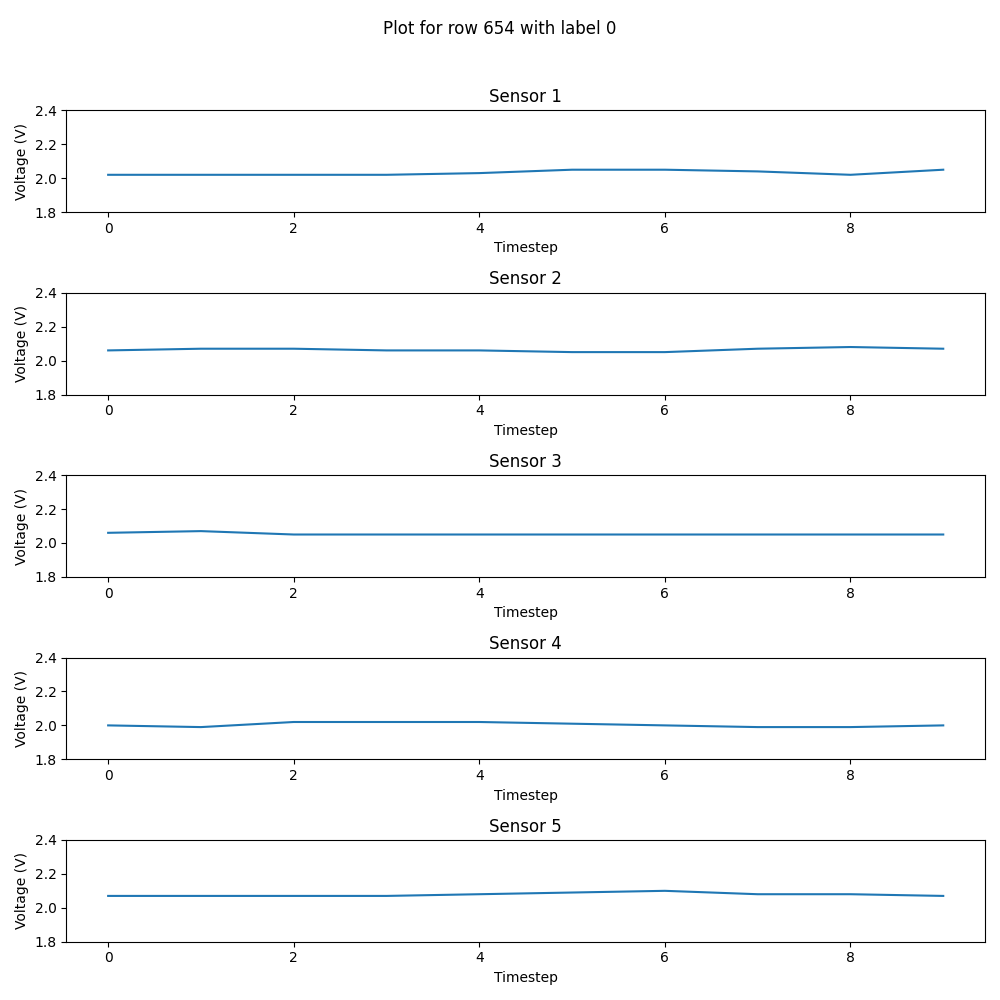 Plot for row 654 with label 0
Sensor 1
2.4
2.2
2.0
1.8
Voltage (V)
0 2 4 6 8
Timestep
Sensor 2
2.4
2.2
2.0
1.8
Voltage (V)
0 2 4 6 8
Timestep
Sensor 3
2.4
2.2
2.0
1.8
Voltage (V)
0 2 4 6 8
Timestep
Sensor 4
2.4
2.2
2.0
1.8
Voltage (V)
0 2 4 6 8
Timestep
Sensor 5
2.4
2.2
2.0
1.8
Voltage (V)
0 2 4 6 8
Timestep